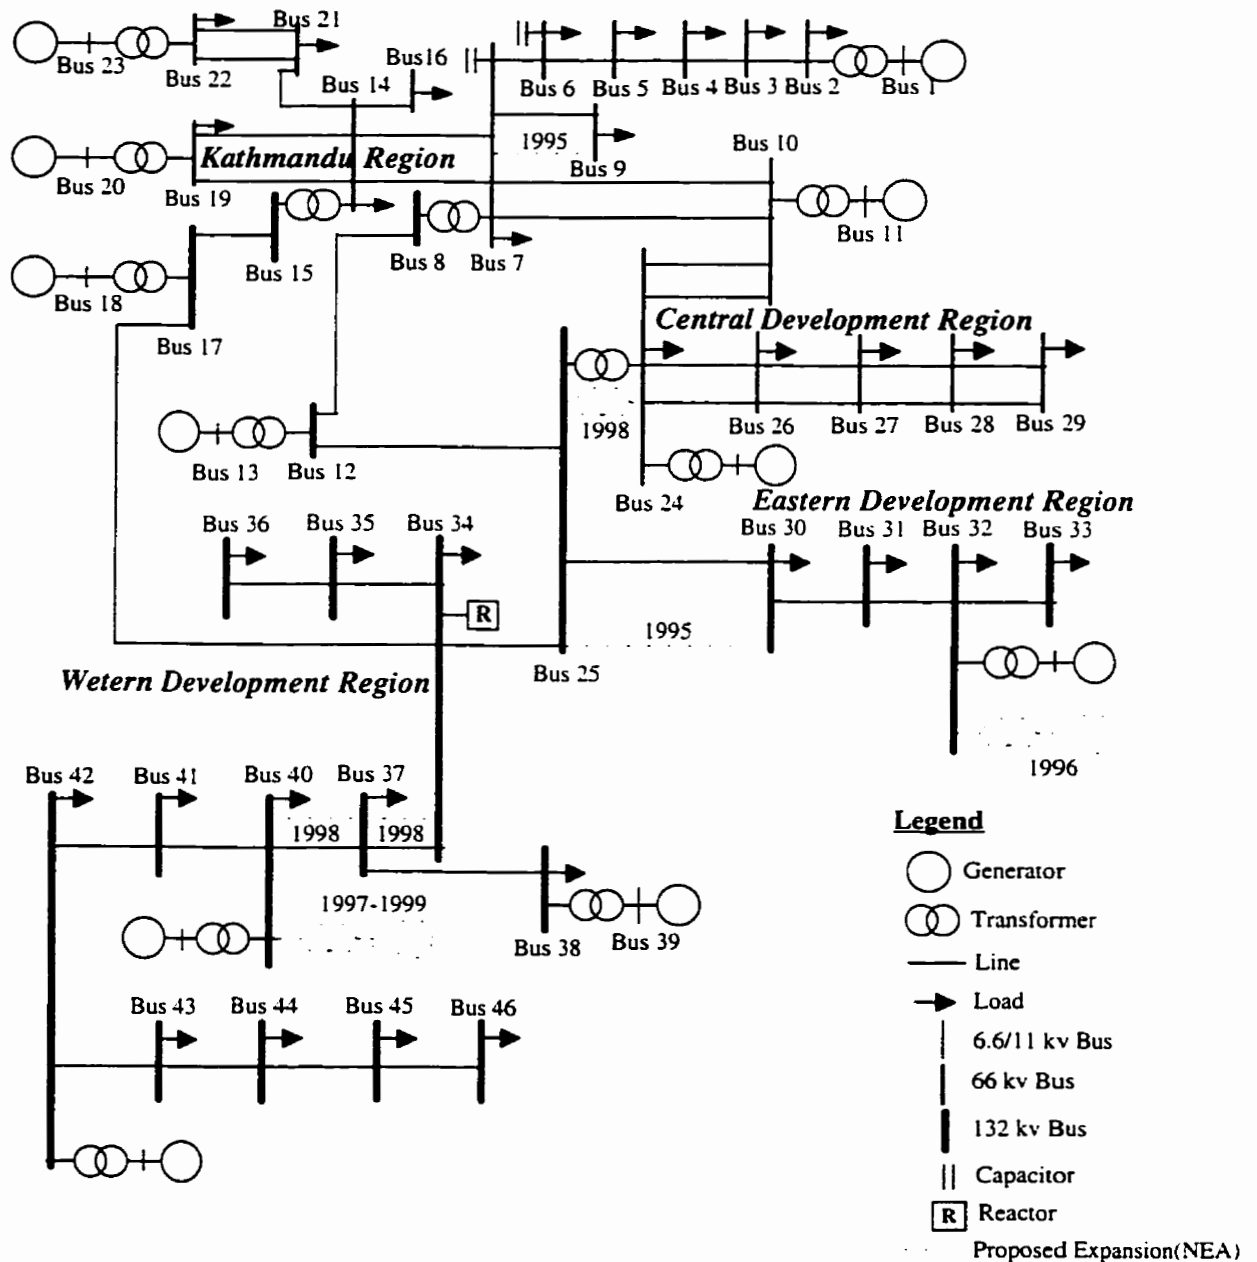 Bus 21
Bus 23
Bus 22
Bus 14
Bus16
Bus 6
Bus 5
Bus 4
Bus 3
Bus 2
Bus 1
1995
Bus 9
Bus 10
Kathmandu Region
Bus 20
Bus 19
Bus 11
Bus 15
Bus 8
Bus 7
Bus 18
Bus 17
Central Development Region
1998
Bus 26
Bus 27
Bus 28
Bus 29
Bus 13
Bus 12
Bus 24
Eastern Development Region
Bus 36
Bus 35
Bus 34
Bus 30
Bus 31
Bus 32
Bus 33
R
1995
Bus 25
Wetern Development Region
1996
Bus 42
Bus 41
Bus 40
Bus 37
1998
1998
1997-1999
Bus 38
Bus 39
Bus 43
Bus 44
Bus 45
Bus 46
Legend
Generator
Transformer
Line
Load
6.6/11 kv Bus
66 kv Bus
132 kv Bus
Capacitor
R Reactor
Proposed Expansion(NEA)